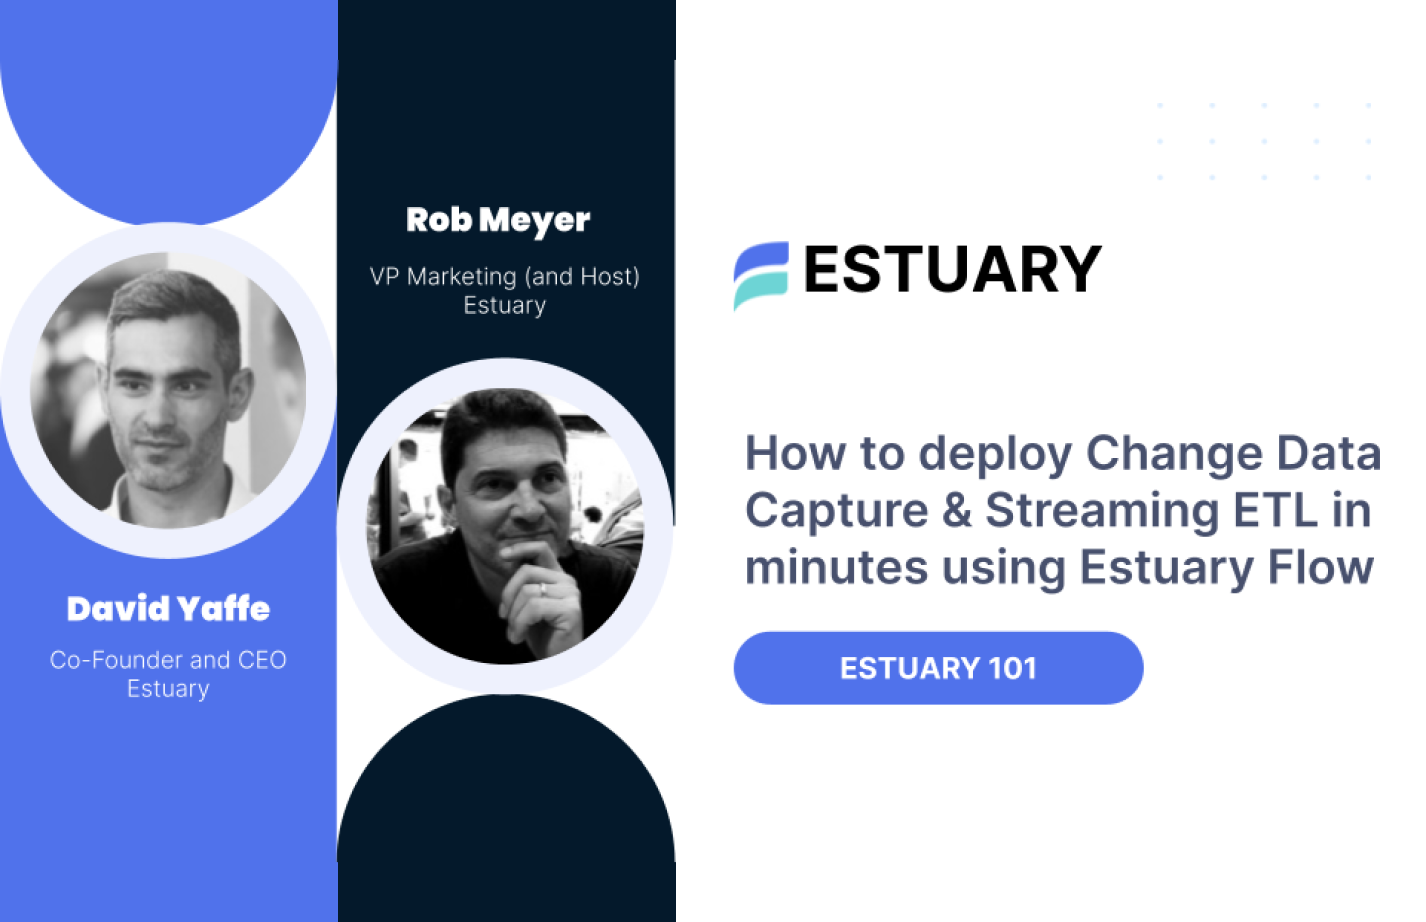 Rob Meyer
VP Marketing (and Host)
Estuary
David Yaffe
Co-Founder and CEO
Estuary
ESTUARY
How to deploy Change Data
Capture & Streaming ETL in
minutes using Estuary Flow
ESTUARY 101